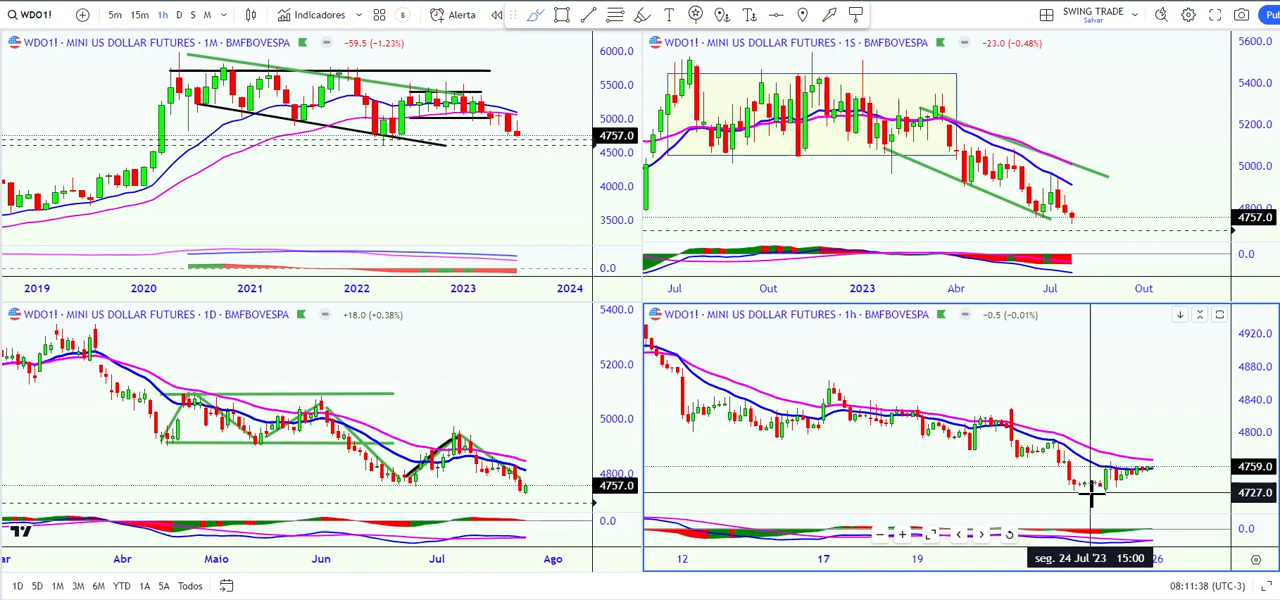 WDO1! 5m 15m 1h D S M Indicadores B Alerta SWING TRADE Salvar Pub
WDO1! · MINI US DOLLAR FUTURES · 1M · BMFBOVESPA −59.5 (−1.23%)
6000.0
5500.0
5000.0
4757.0
4500.0
4000.0
3500.0
0.0
2019 2020 2021 2022 2023 2024
WDO1! · MINI US DOLLAR FUTURES · 1S · BMFBOVESPA −23.0 (−0.48%)
5600.0
5400.0
5200.0
5000.0
4800.0
4757.0
0.0
Jul Out 2023 Abr Jul Oct
WDO1! · MINI US DOLLAR FUTURES · 1D · BMFBOVESPA +18.0 (+0.38%)
5400.0
5200.0
5000.0
4800.0
4757.0
0.0
ar Abr Maio Jun Jul Ago
WDO1! · MINI US DOLLAR FUTURES · 1h · BMFBOVESPA −0.5 (−0.01%)
4920.0
4880.0
4840.0
4800.0
4759.0
4727.0
0.0
12 17 19 seg. 24 Jul '23 15:00 26
1D 5D 1M 3M 6M YTD 1A 5A Todos 08:11:38 (UTC-3)